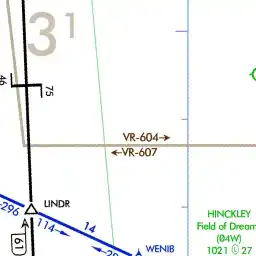 3¹
46
75
VR-604→
←VR-607
LINDR
296
A
114→
14
WENIB
61
HINCKLEY
Field of Dream
(04W)
1021 27